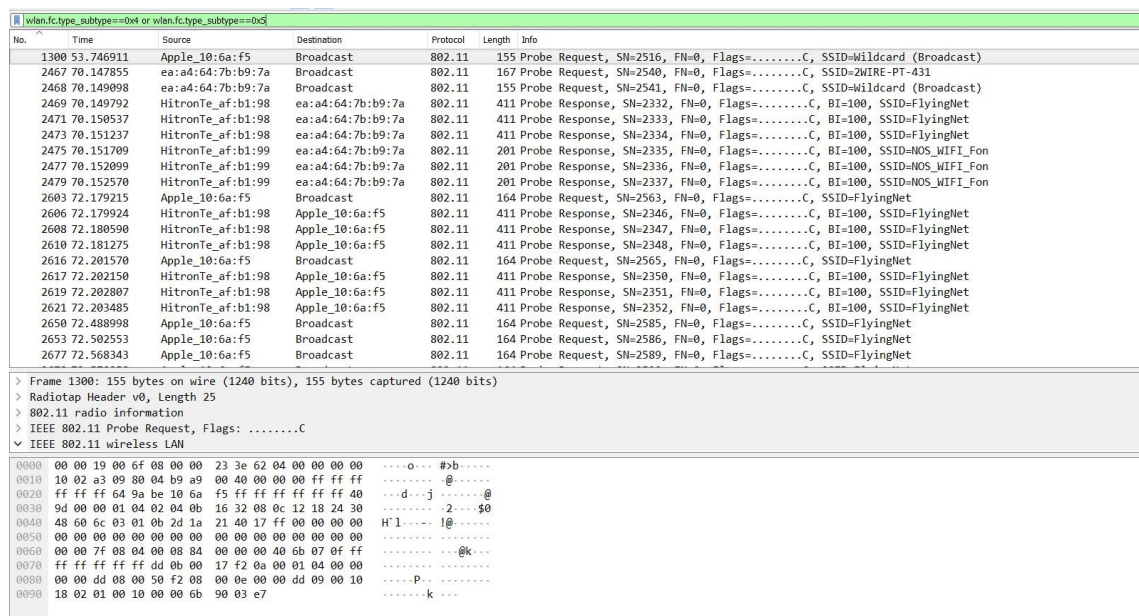 wlan.fc.type_subtype==0x4 or wlan.fc.type_subtype==0x5
No. Time Source Destination Protocol Length Info
1300 53.746911 Apple_10:6a:f5 Broadcast 802.11 155 Probe Request, SN=2516, FN=0, Flags=........C, SSID=Wildcard (Broadcast)
2467 70.147855 ea:a4:64:7b:b9:7a Broadcast 802.11 167 Probe Request, SN=2540, FN=0, Flags=........C, SSID=2WIRE-PT-431
2468 70.149098 ea:a4:64:7b:b9:7a Broadcast 802.11 155 Probe Request, SN=2541, FN=0, Flags=........C, SSID=Wildcard (Broadcast)
2469 70.149792 HitronTe_af:b1:98 ea:a4:64:7b:b9:7a 802.11 411 Probe Response, SN=2332, FN=0, Flags=........C, BI=100, SSID=FlyingNet
2471 70.150537 HitronTe_af:b1:98 ea:a4:64:7b:b9:7a 802.11 411 Probe Response, SN=2333, FN=0, Flags=........C, BI=100, SSID=FlyingNet
2473 70.151237 HitronTe_af:b1:98 ea:a4:64:7b:b9:7a 802.11 411 Probe Response, SN=2334, FN=0, Flags=........C, BI=100, SSID=FlyingNet
2475 70.151709 HitronTe_af:b1:99 ea:a4:64:7b:b9:7a 802.11 201 Probe Response, SN=2335, FN=0, Flags=........C, BI=100, SSID=NOS_WIFI_Fon
2477 70.152099 HitronTe_af:b1:99 ea:a4:64:7b:b9:7a 802.11 201 Probe Response, SN=2336, FN=0, Flags=........C, BI=100, SSID=NOS_WIFI_Fon
2479 70.152570 HitronTe_af:b1:99 ea:a4:64:7b:b9:7a 802.11 201 Probe Response, SN=2337, FN=0, Flags=........C, BI=100, SSID=NOS_WIFI_Fon
2603 72.179215 Apple_10:6a:f5 Broadcast 802.11 164 Probe Request, SN=2563, FN=0, Flags=........C, SSID=FlyingNet
2606 72.179924 HitronTe_af:b1:98 Apple_10:6a:f5 802.11 411 Probe Response, SN=2346, FN=0, Flags=........C, BI=100, SSID=FlyingNet
2608 72.180590 HitronTe_af:b1:98 Apple_10:6a:f5 802.11 411 Probe Response, SN=2347, FN=0, Flags=........C, BI=100, SSID=FlyingNet
2610 72.181275 HitronTe_af:b1:98 Apple_10:6a:f5 802.11 411 Probe Response, SN=2348, FN=0, Flags=........C, BI=100, SSID=FlyingNet
2616 72.201570 Apple_10:6a:f5 Broadcast 802.11 164 Probe Request, SN=2565, FN=0, Flags=........C, SSID=FlyingNet
2617 72.202150 HitronTe_af:b1:98 Apple_10:6a:f5 802.11 411 Probe Response, SN=2350, FN=0, Flags=........C, BI=100, SSID=FlyingNet
2619 72.202807 HitronTe_af:b1:98 Apple_10:6a:f5 802.11 411 Probe Response, SN=2351, FN=0, Flags=........C, BI=100, SSID=FlyingNet
2621 72.203485 HitronTe_af:b1:98 Apple_10:6a:f5 802.11 411 Probe Response, SN=2352, FN=0, Flags=........C, BI=100, SSID=FlyingNet
2650 72.488998 Apple_10:6a:f5 Broadcast 802.11 164 Probe Request, SN=2585, FN=0, Flags=........C, SSID=FlyingNet
2653 72.502553 Apple_10:6a:f5 Broadcast 802.11 164 Probe Request, SN=2586, FN=0, Flags=........C, SSID=FlyingNet
2677 72.568343 Apple_10:6a:f5 Broadcast 802.11 164 Probe Request, SN=2589, FN=0, Flags=........C, SSID=FlyingNet
> Frame 1300: 155 bytes on wire (1240 bits), 155 bytes captured (1240 bits)
> Radiotap Header v0, Length 25
> 802.11 radio information
> IEEE 802.11 Probe Request, Flags: ........C
IEEE 802.11 wireless LAN
0000 00 00 19 00 6f 08 00 00 23 3e 62 04 00 00 00 00 ····o··· #>b·····
0010 10 02 a3 09 80 04 b9 a9 00 40 00 00 00 ff ff ff ········ ·@······
0020 ff ff ff 64 9a be 10 6a f5 ff ff ff ff ff ff 40 ···d···j ·······@
0030 9d 00 00 01 04 02 04 0b 16 32 08 0c 12 18 24 30 ········ ·2····$0
0040 48 60 6c 03 01 0b 2d 1a 21 40 17 ff 00 00 00 00 H`l···-· !@······
0050 00 00 00 00 00 00 00 00 00 00 00 00 00 00 00 00 ········ ········
0060 00 00 7f 08 04 00 08 84 00 00 00 40 6b 07 0f ff ········ ···@k···
0070 ff ff ff ff ff dd 0b 00 17 f2 0a 00 01 04 00 00 ········ ········
0080 00 00 dd 08 00 50 f2 08 00 0e 00 00 dd 09 00 10 ·····P·· ········
0090 18 02 01 00 10 00 00 6b 90 03 e7 ·······k ···